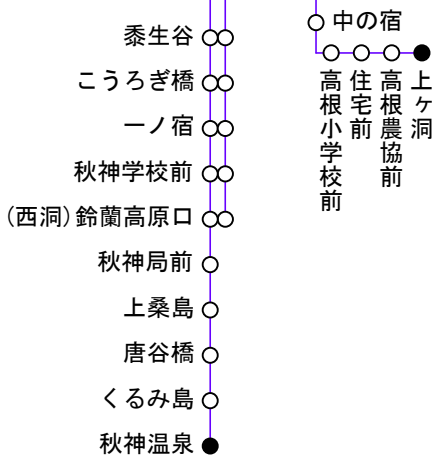 黍生谷
こうろぎ橋
一ノ宿
秋神学校前
(西洞)鈴蘭高原口
秋神局前
上桑島
唐谷橋
くるみ島
秋神温泉
中の宿
高根小学校前
住宅前
高根農協前
上ヶ洞